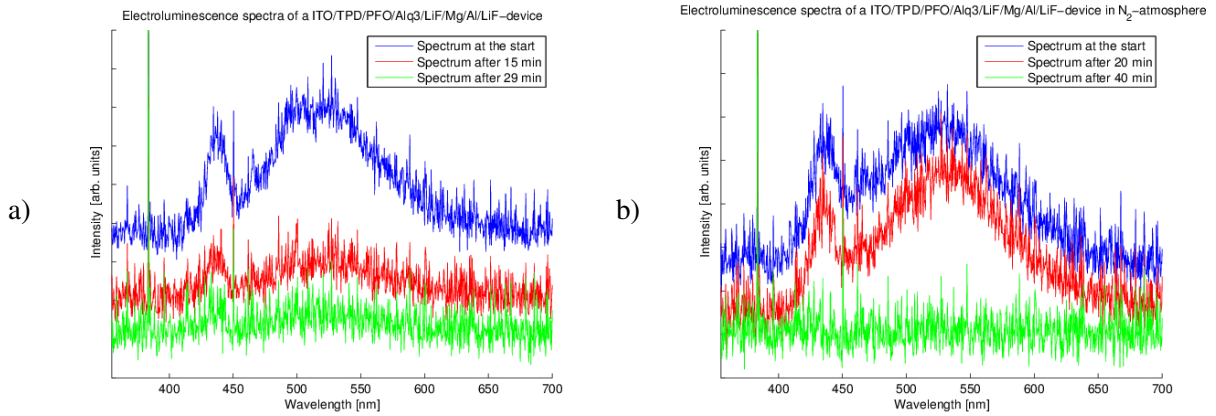 Electroluminescence spectra of a ITO/TPD/PFO/Alq3/LiF/Mg/Al/LiF−device
Spectrum at the start
Spectrum after 15 min
Spectrum after 29 min
a)
Intensity [arb. units]
400 450 500 550 600 650 700
Wavelength [nm]
Electroluminescence spectra of a ITO/TPD/PFO/Alq3/LiF/Mg/Al/LiF−device in N₂−atmosphere
Spectrum at the start
Spectrum after 20 min
Spectrum after 40 min
b)
Intensity [arb. units]
400 450 500 550 600 650 700
Wavelength [nm]